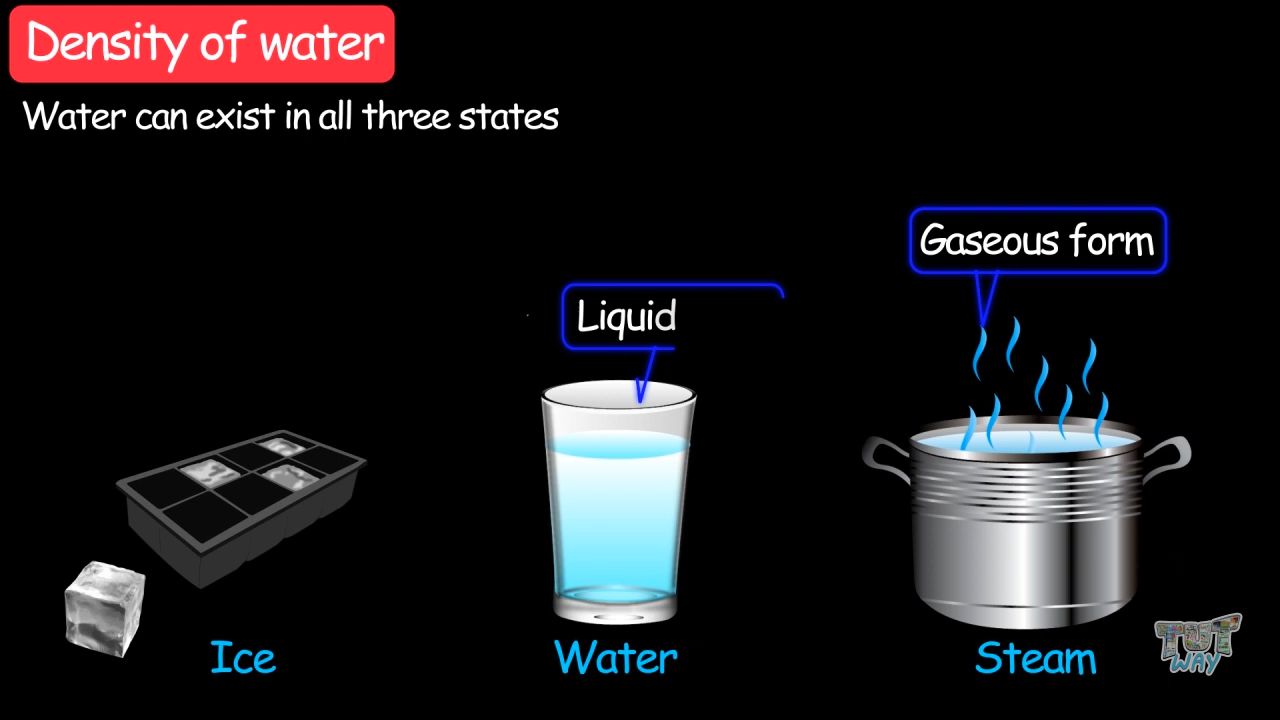 Density of water
Water can exist in all three states
Gaseous form
Liquid
Ice
Water
Steam
TUT
WAY